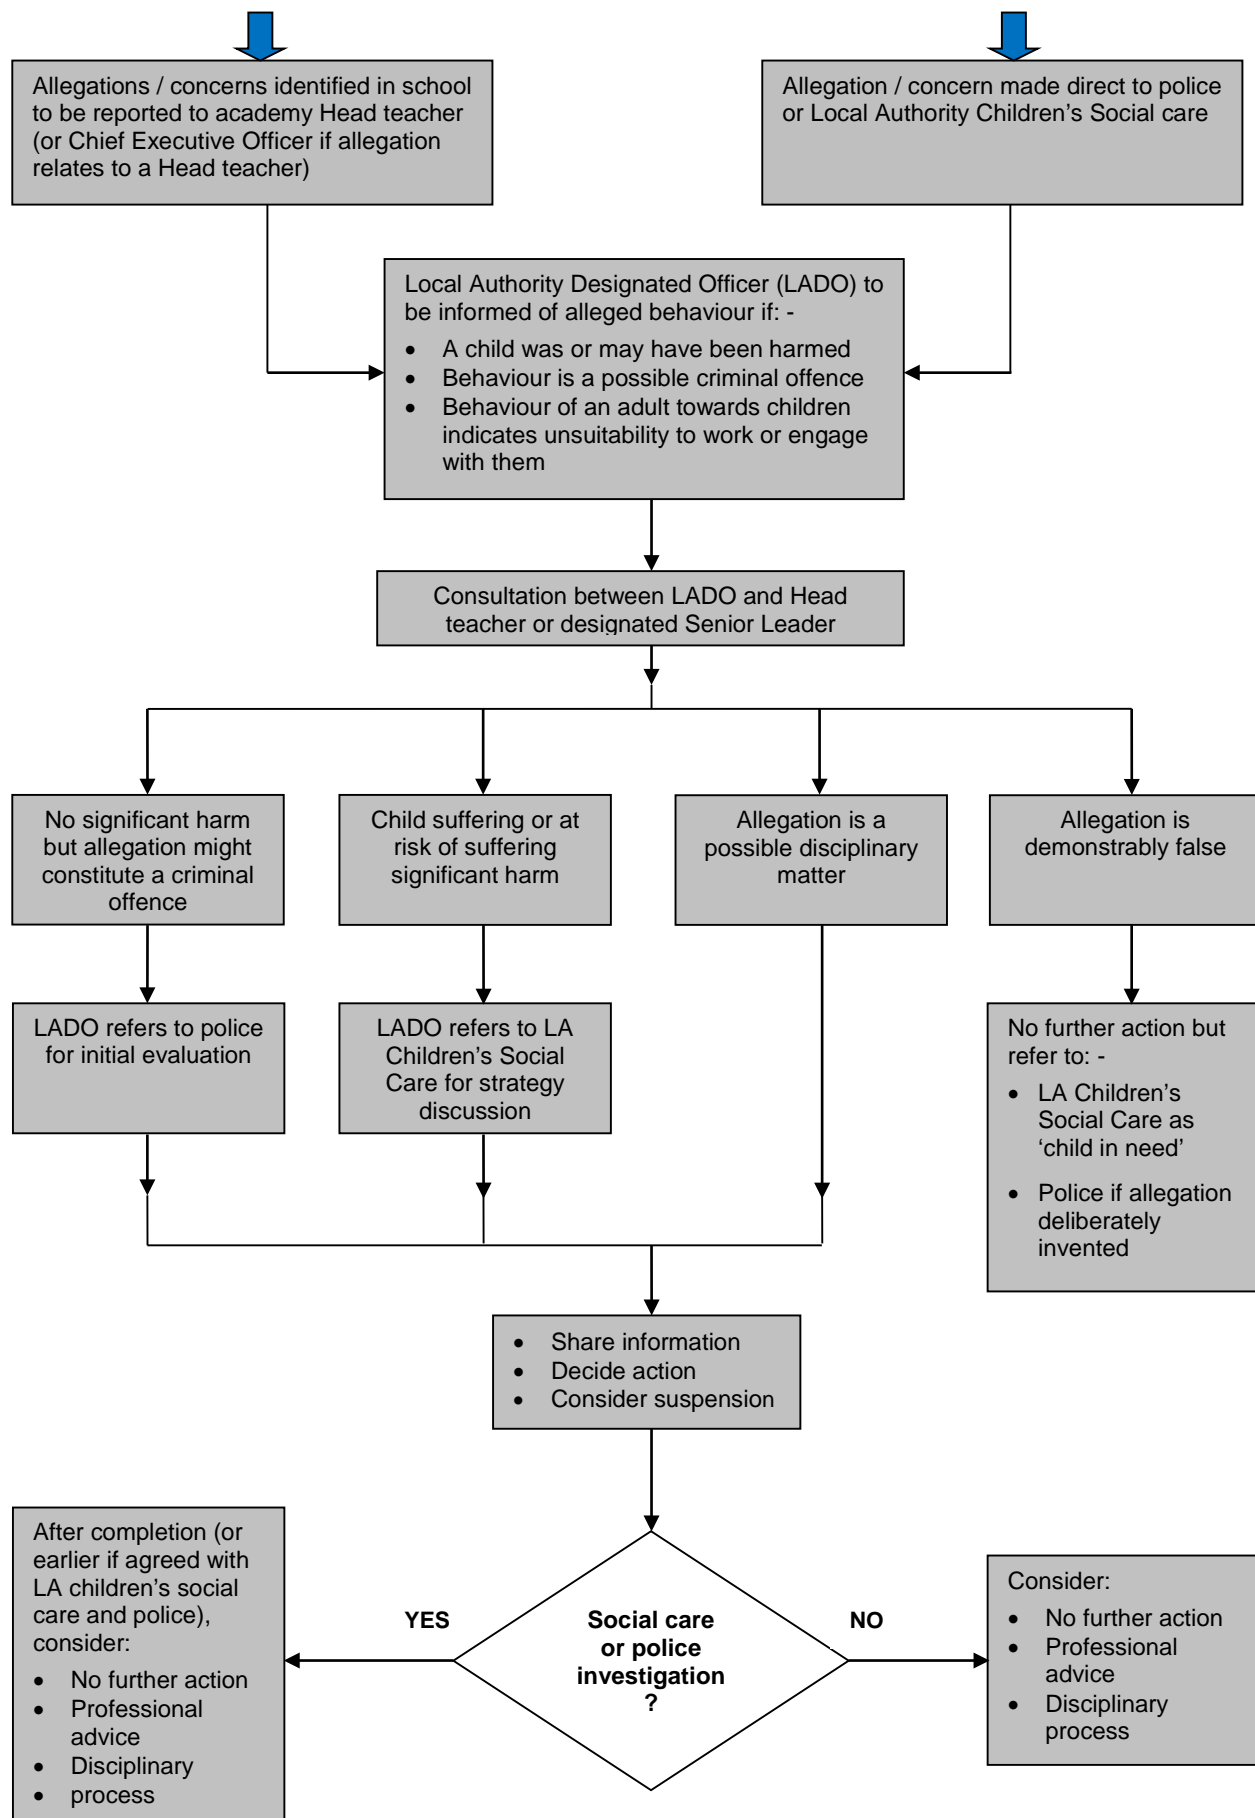 Allegations / concerns identified in school
to be reported to academy Head teacher
(or Chief Executive Officer if allegation
relates to a Head teacher)
Allegation / concern made direct to police
or Local Authority Children’s Social care
Local Authority Designated Officer (LADO) to
be informed of alleged behaviour if: -
• A child was or may have been harmed
• Behaviour is a possible criminal offence
• Behaviour of an adult towards children
indicates unsuitability to work or engage
with them
Consultation between LADO and Head
teacher or designated Senior Leader
No significant harm
but allegation might
constitute a criminal
offence
Child suffering or at
risk of suffering
significant harm
Allegation is a
possible disciplinary
matter
Allegation is
demonstrably false
LADO refers to police
for initial evaluation
LADO refers to LA
Children’s Social
Care for strategy
discussion
No further action but
refer to: -
• LA Children’s
Social Care as
‘child in need’
• Police if allegation
deliberately
invented
• Share information
• Decide action
• Consider suspension
After completion (or
earlier if agreed with
LA children’s social
care and police),
consider:
• No further action
• Professional
advice
• Disciplinary
• process
YES
Social care
or police
investigation
?
NO
Consider:
• No further action
• Professional
advice
• Disciplinary
process